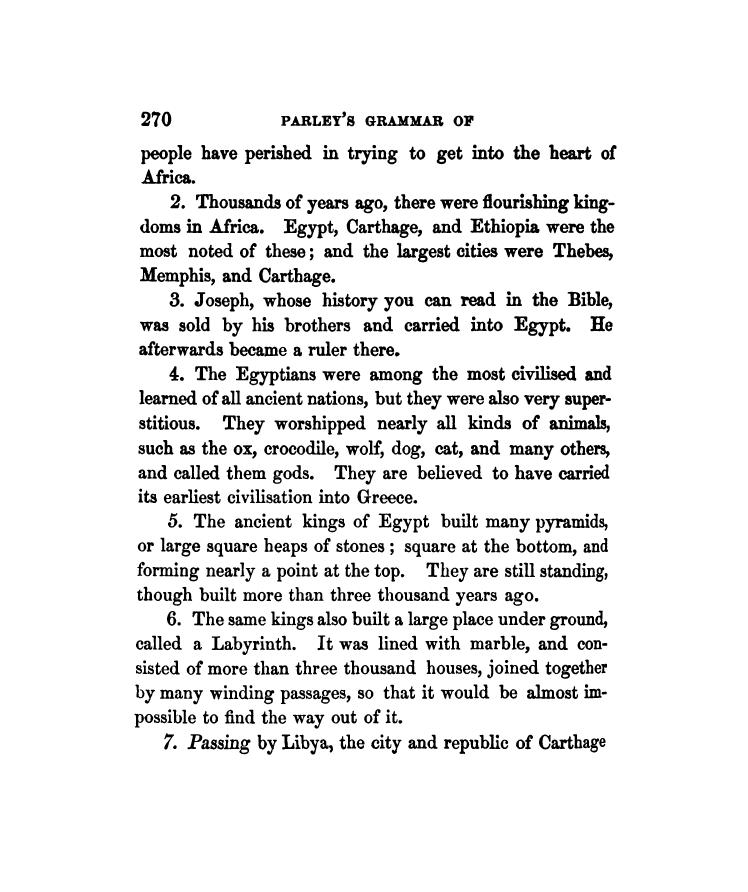 270 PARLEY'S GRAMMAR OF
people have perished in trying to get into the heart of
Africa.
2. Thousands of years ago, there were flourishing king-
doms in Africa. Egypt, Carthage, and Ethiopia were the
most noted of these; and the largest cities were Thebes,
Memphis, and Carthage.
3. Joseph, whose history you can read in the Bible,
was sold by his brothers and carried into Egypt. He
afterwards became a ruler there.
4. The Egyptians were among the most civilised and
learned of all ancient nations, but they were also very super-
stitious. They worshipped nearly all kinds of animals,
such as the ox, crocodile, wolf, dog, cat, and many others,
and called them gods. They are believed to have carried
its earliest civilisation into Greece.
5. The ancient kings of Egypt built many pyramids,
or large square heaps of stones; square at the bottom, and
forming nearly a point at the top. They are still standing,
though built more than three thousand years ago.
6. The same kings also built a large place under ground,
called a Labyrinth. It was lined with marble, and con-
sisted of more than three thousand houses, joined together
by many winding passages, so that it would be almost im-
possible to find the way out of it.
7. Passing by Libya, the city and republic of Carthage